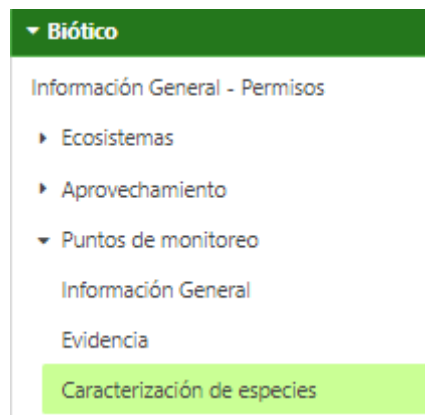 Biótico
Información General - Permisos
Ecosistemas
Aprovechamiento
Puntos de monitoreo
Información General
Evidencia
Caracterización de especies